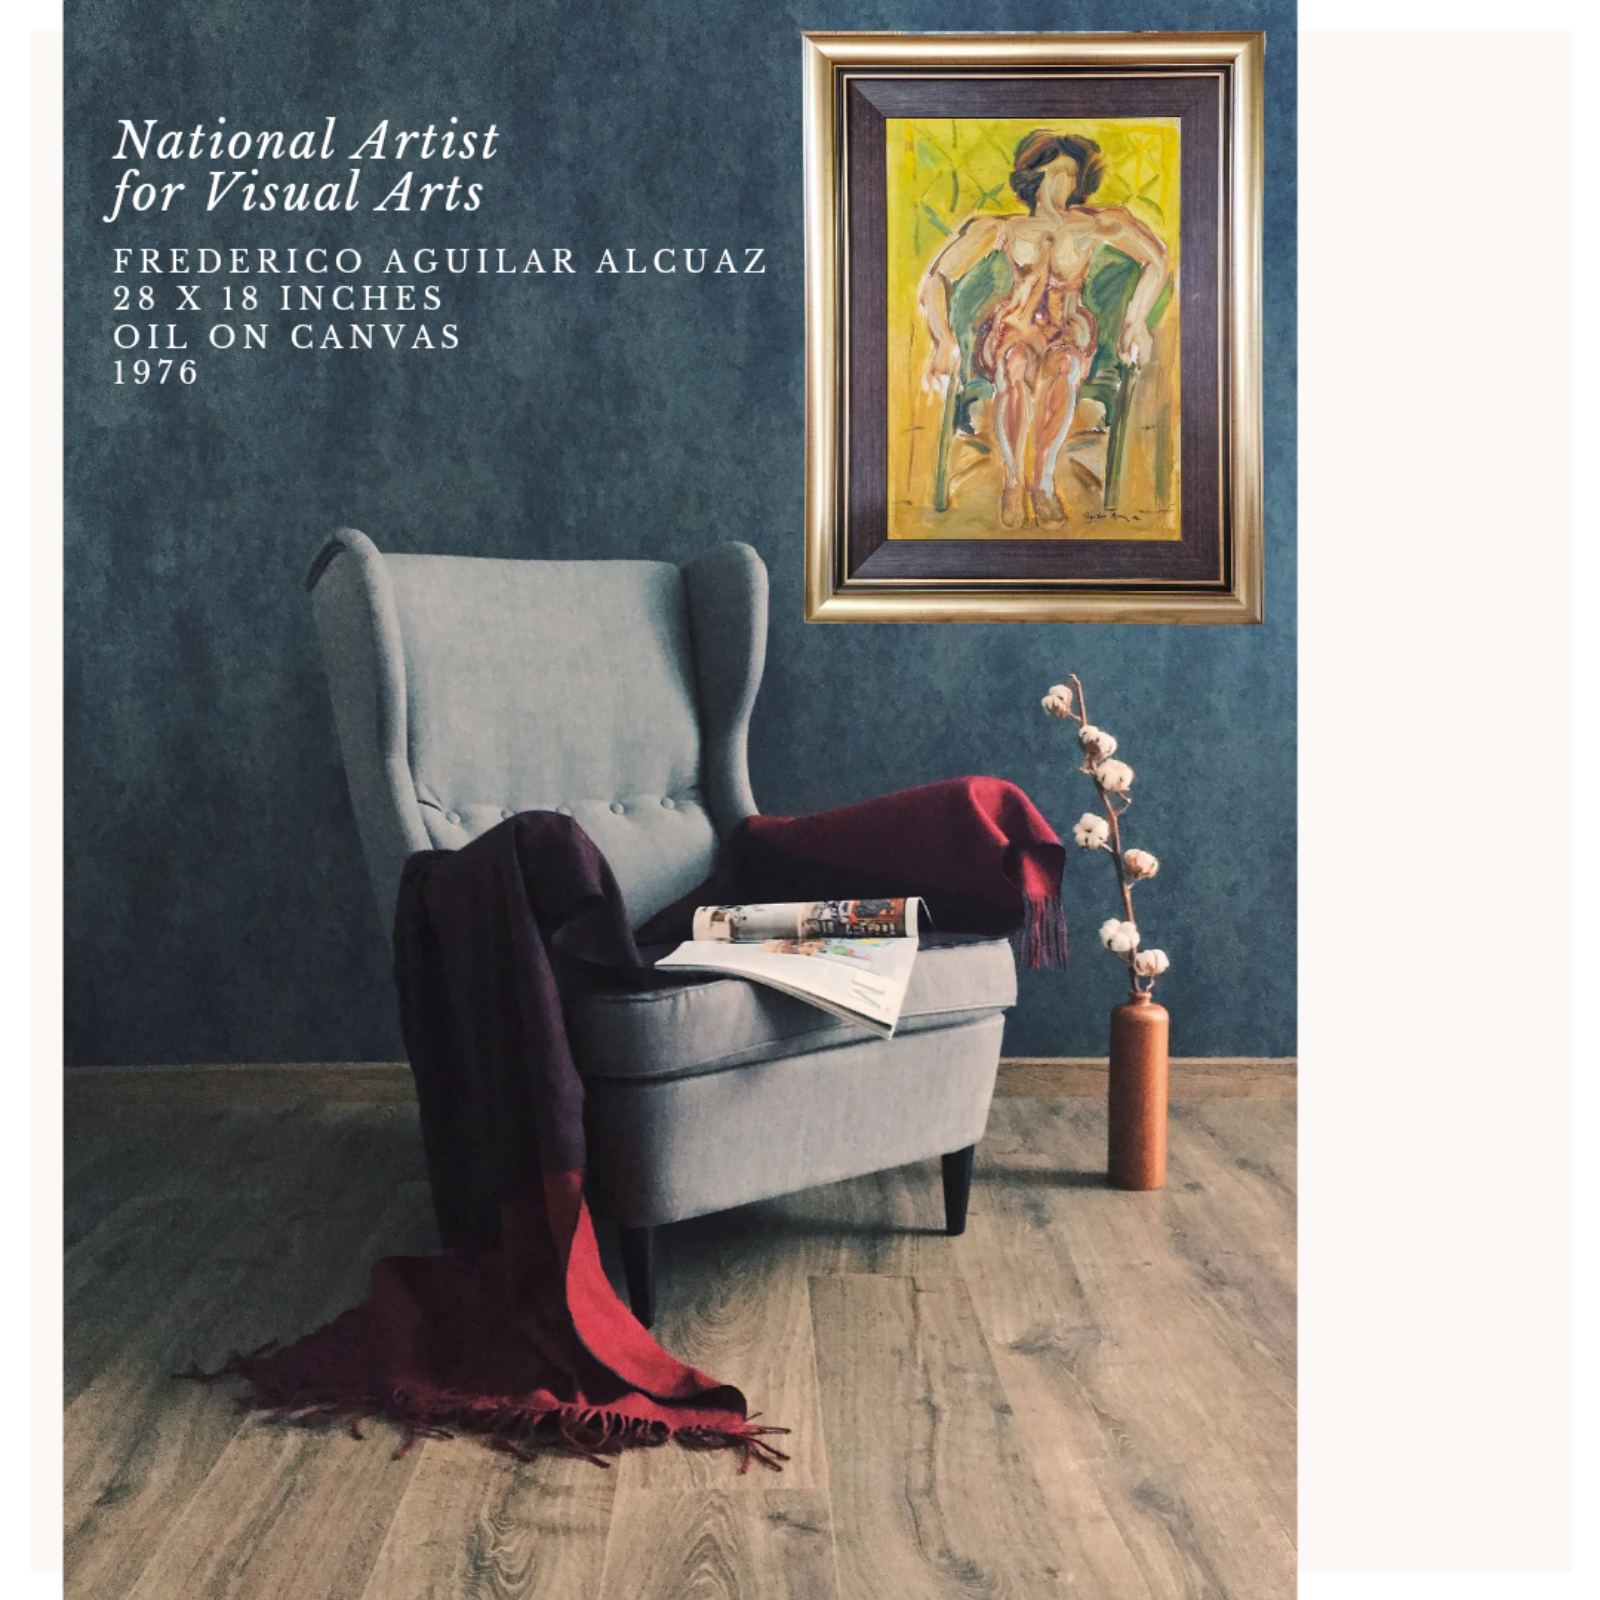 National Artist
for Visual Arts
FREDERICO AGUILAR ALCUAZ
28 X 18 INCHES
OIL ON CANVAS
1976